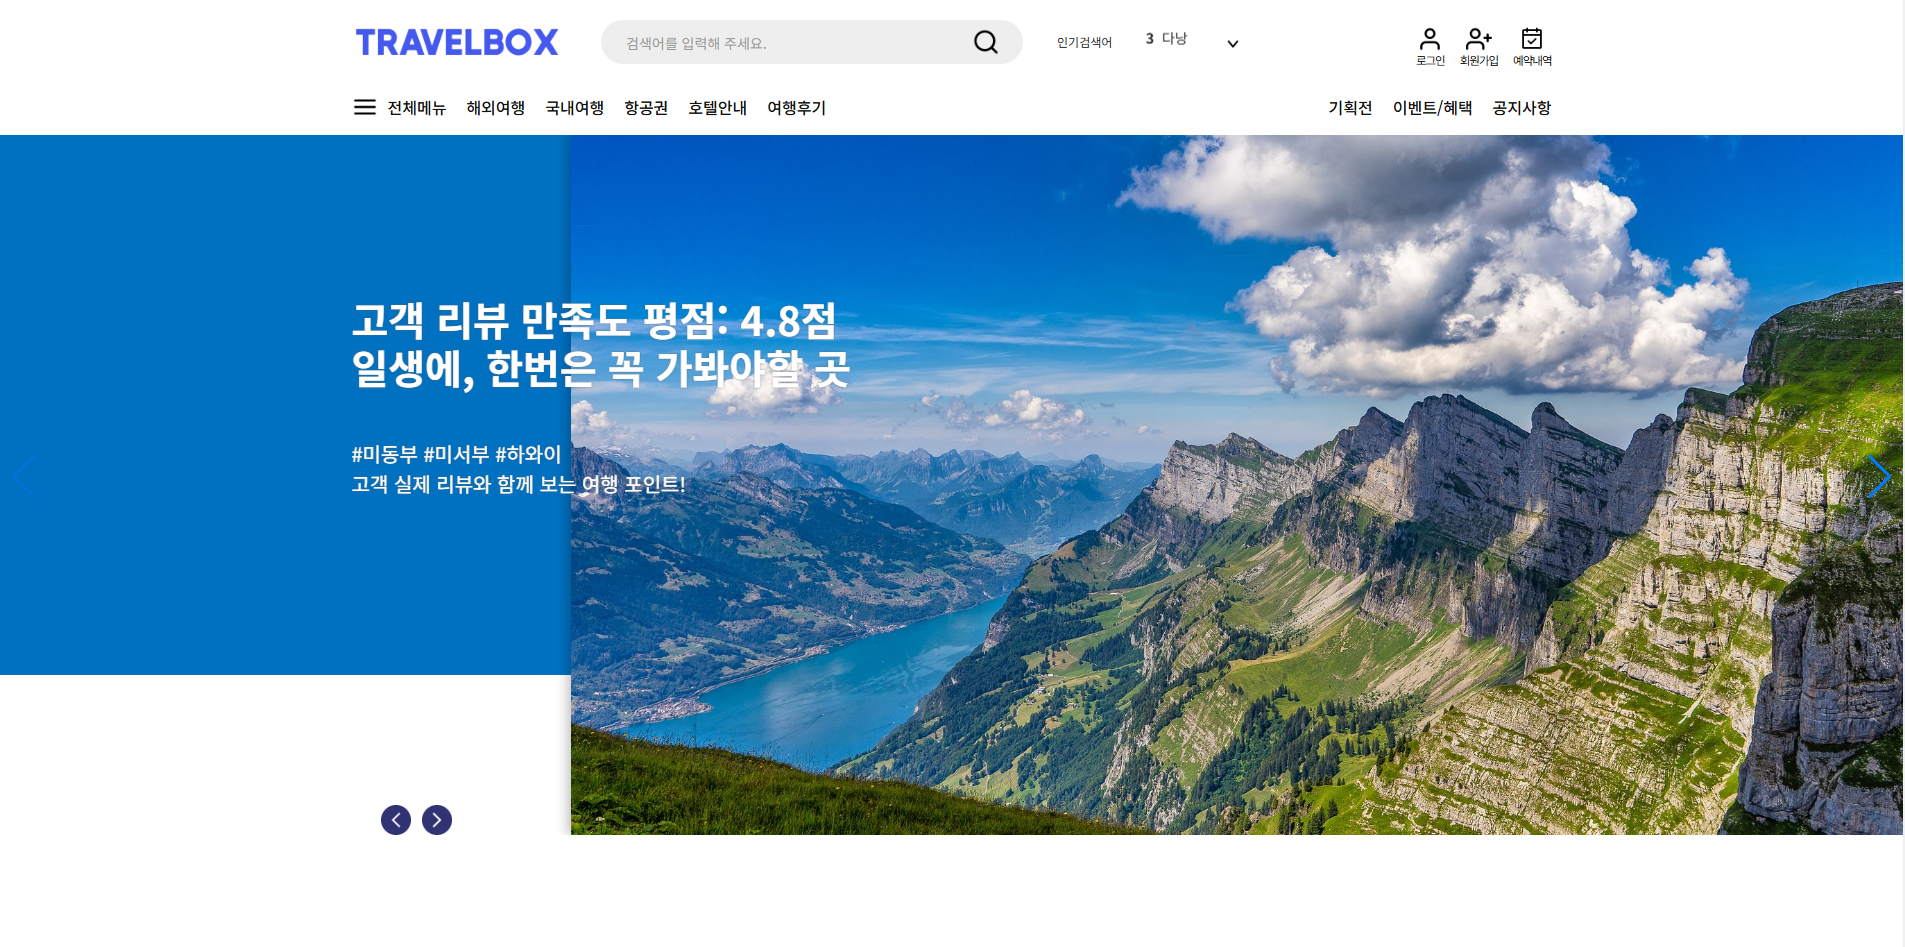 TRAVELBOX
검색어를 입력해 주세요.
인기검색어
3 다낭
로그인
회원가입
예약내역
전체메뉴 해외여행 국내여행 항공권 호텔안내 여행후기
기획전 이벤트/혜택 공지사항
고객 리뷰 만족도 평점: 4.8점
일생에, 한번은 꼭 가봐야할 곳
#미동부 #미서부 #하와이
고객 실제 리뷰와 함께 보는 여행 포인트!